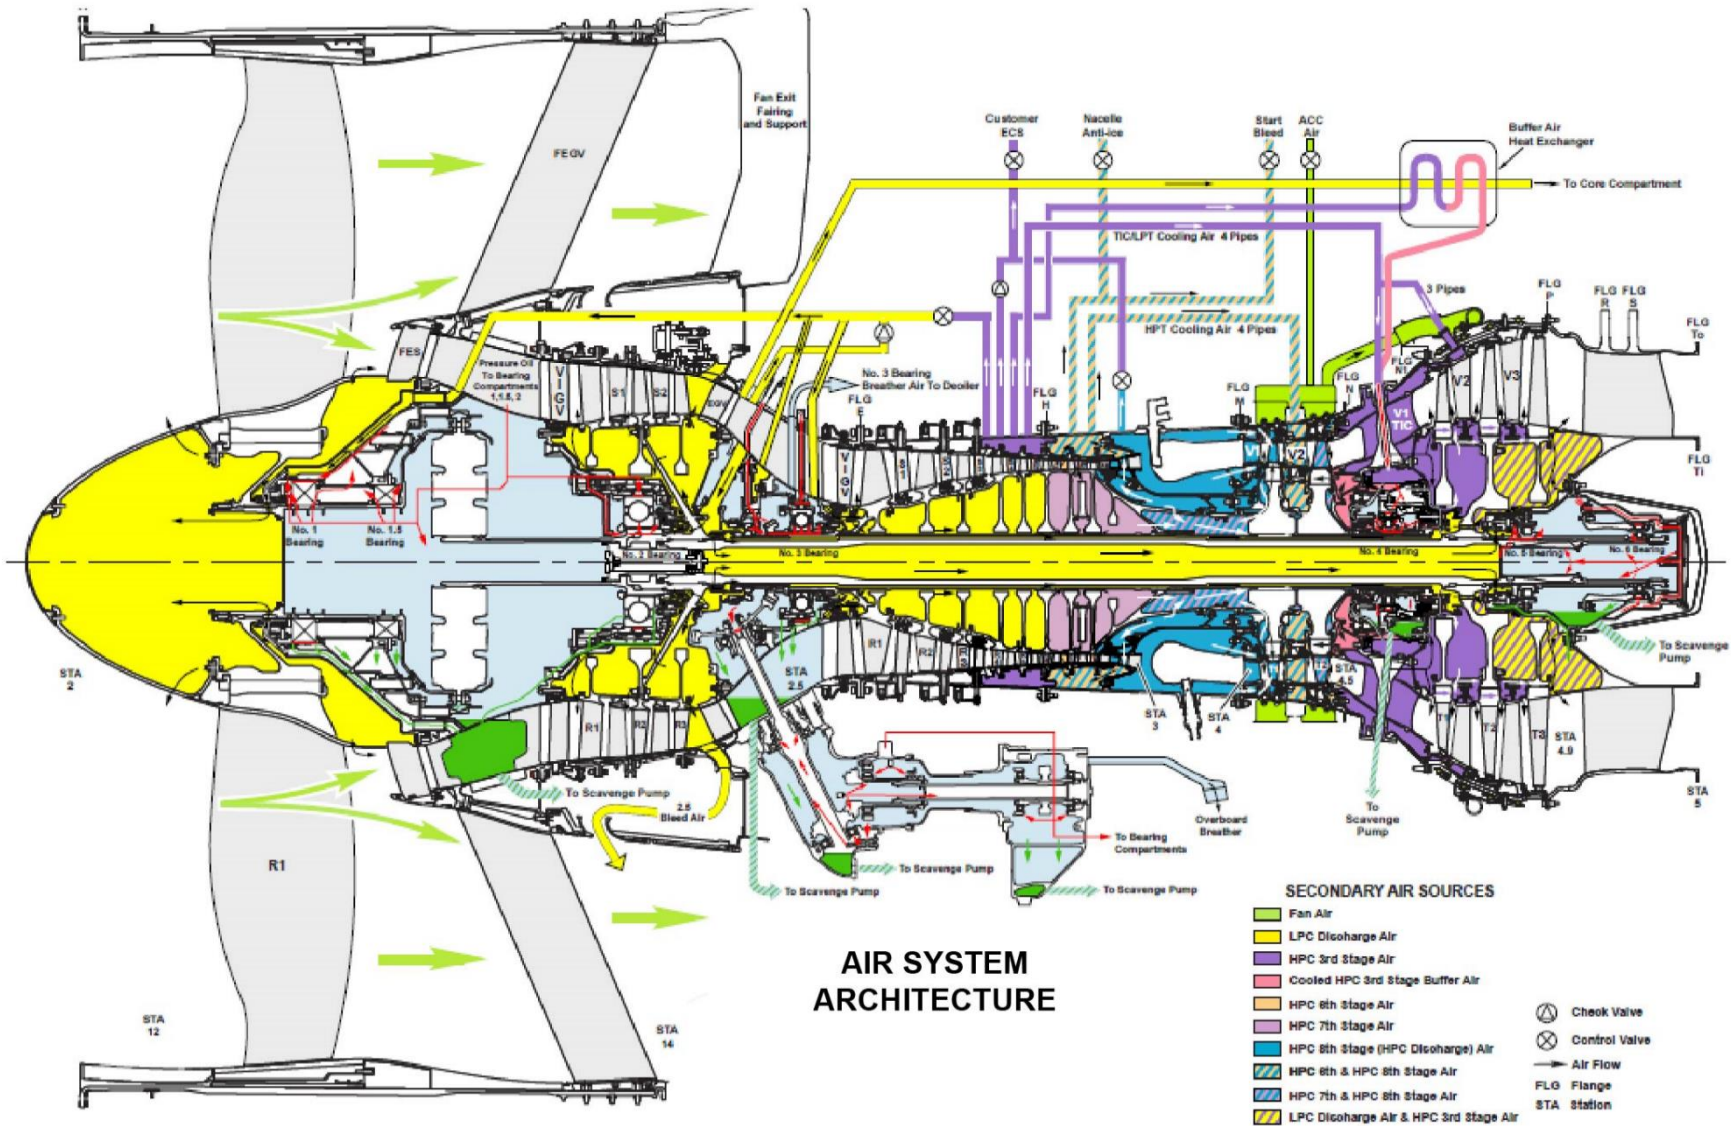 Fan Exit
Fairing
and Support
FEGV
Customer
ECS
Nacelle
Anti-ice
Start
Bleed
ACC
Air
Buffer Air
Heat Exchanger
To Core Compartment
TIC/LPT Cooling Air 4 Pipes
HPT Cooling Air 4 Pipes
3 Pipes
FLG
P
FLG
R
FLG
S
FLG
To
FES
Pressure Oil
To Bearing
Compartments
1,1.5, 2
VIGV
S1
S2
EGV
No. 3 Bearing
Breather Air To Deoiler
FLG
E
FLG
H
FLG
M
FLG
N
FLG
N1
V2
V3
V1
TIC
VIGV
S1
S2
V1
V2
FLG
Ti
No. 1
Bearing
No. 1.5
Bearing
No. 2 Bearing
No. 3 Bearing
No. 4 Bearing
No. 5 Bearing
No. 6 Bearing
STA
2
R1
R2
STA
2.5
STA
4.5
To Scavenge
Pump
R1
R2
R3
STA
3
STA
4
T1
T2
T3
STA
4.9
To Scavenge Pump
2.5
Bleed Air
Overboard
Breather
To
Scavenge
Pump
STA
5
R1
To Bearing
Compartments
To Scavenge Pump
To Scavenge Pump
To Scavenge Pump
SECONDARY AIR SOURCES
Fan Air
LPC Discharge Air
HPC 3rd Stage Air
Cooled HPC 3rd Stage Buffer Air
HPC 6th Stage Air
HPC 7th Stage Air
HPC 8th Stage (HPC Discharge) Air
HPC 6th & HPC 8th Stage Air
HPC 7th & HPC 8th Stage Air
LPC Discharge Air & HPC 3rd Stage Air
Check Valve
Control Valve
Air Flow
FLG Flange
STA Station
AIR SYSTEM
ARCHITECTURE
STA
12
STA
14